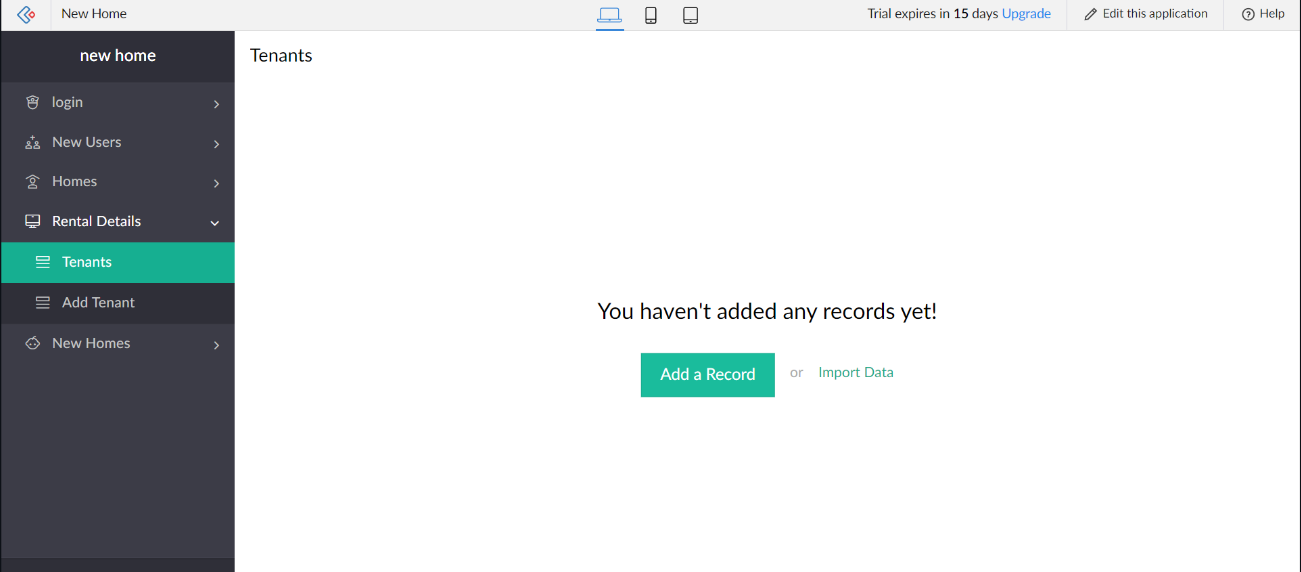 New Home
Trial expires in 15 days Upgrade
Edit this application
Help
new home
login
New Users
Homes
Rental Details
Tenants
Add Tenant
New Homes
Tenants
You haven't added any records yet!
Add a Record or Import Data